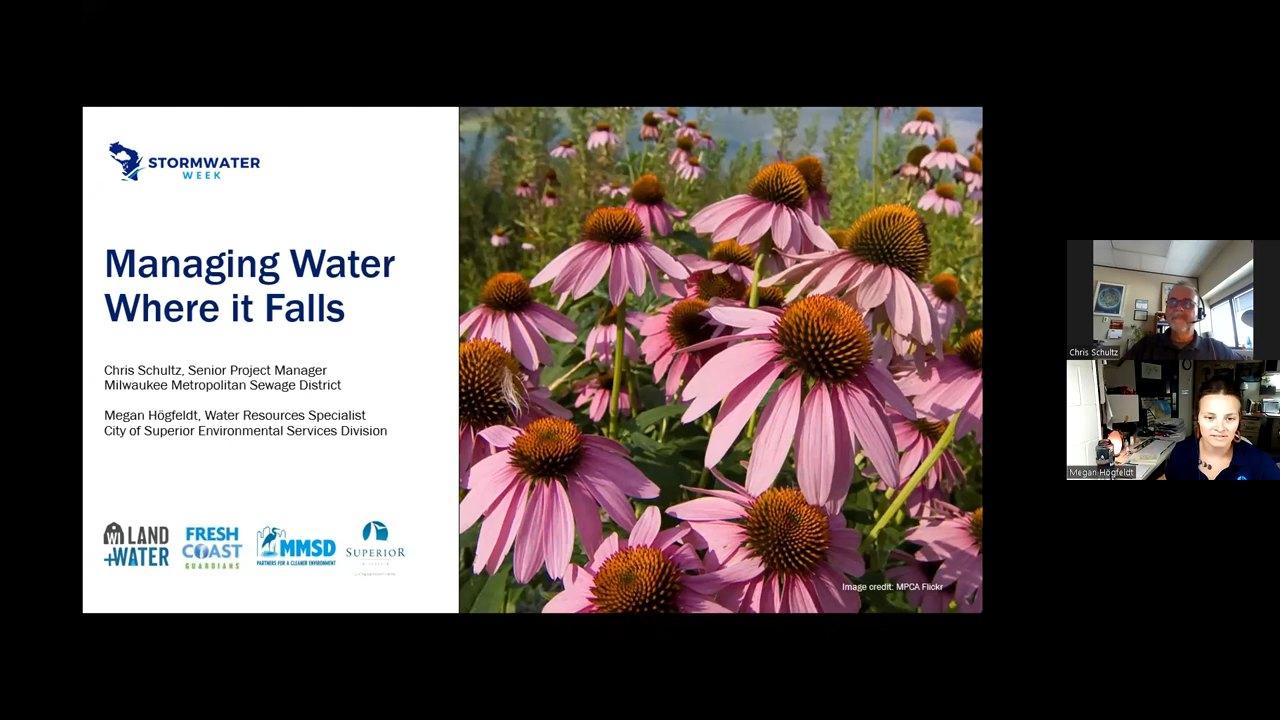 STORMWATER
WEEK
Managing Water
Where it Falls
Chris Schultz, Senior Project Manager
Milwaukee Metropolitan Sewage District
Megan Högfeldt, Water Resources Specialist
City of Superior Environmental Services Division
WI LAND
+WATER
FRESH
COAST
GUARDIANS
MMSD
PARTNERS FOR A CLEANER ENVIRONMENT
SUPERIOR
Image credit: MPCA Flickr
Chris Schultz
Megan Högfeldt